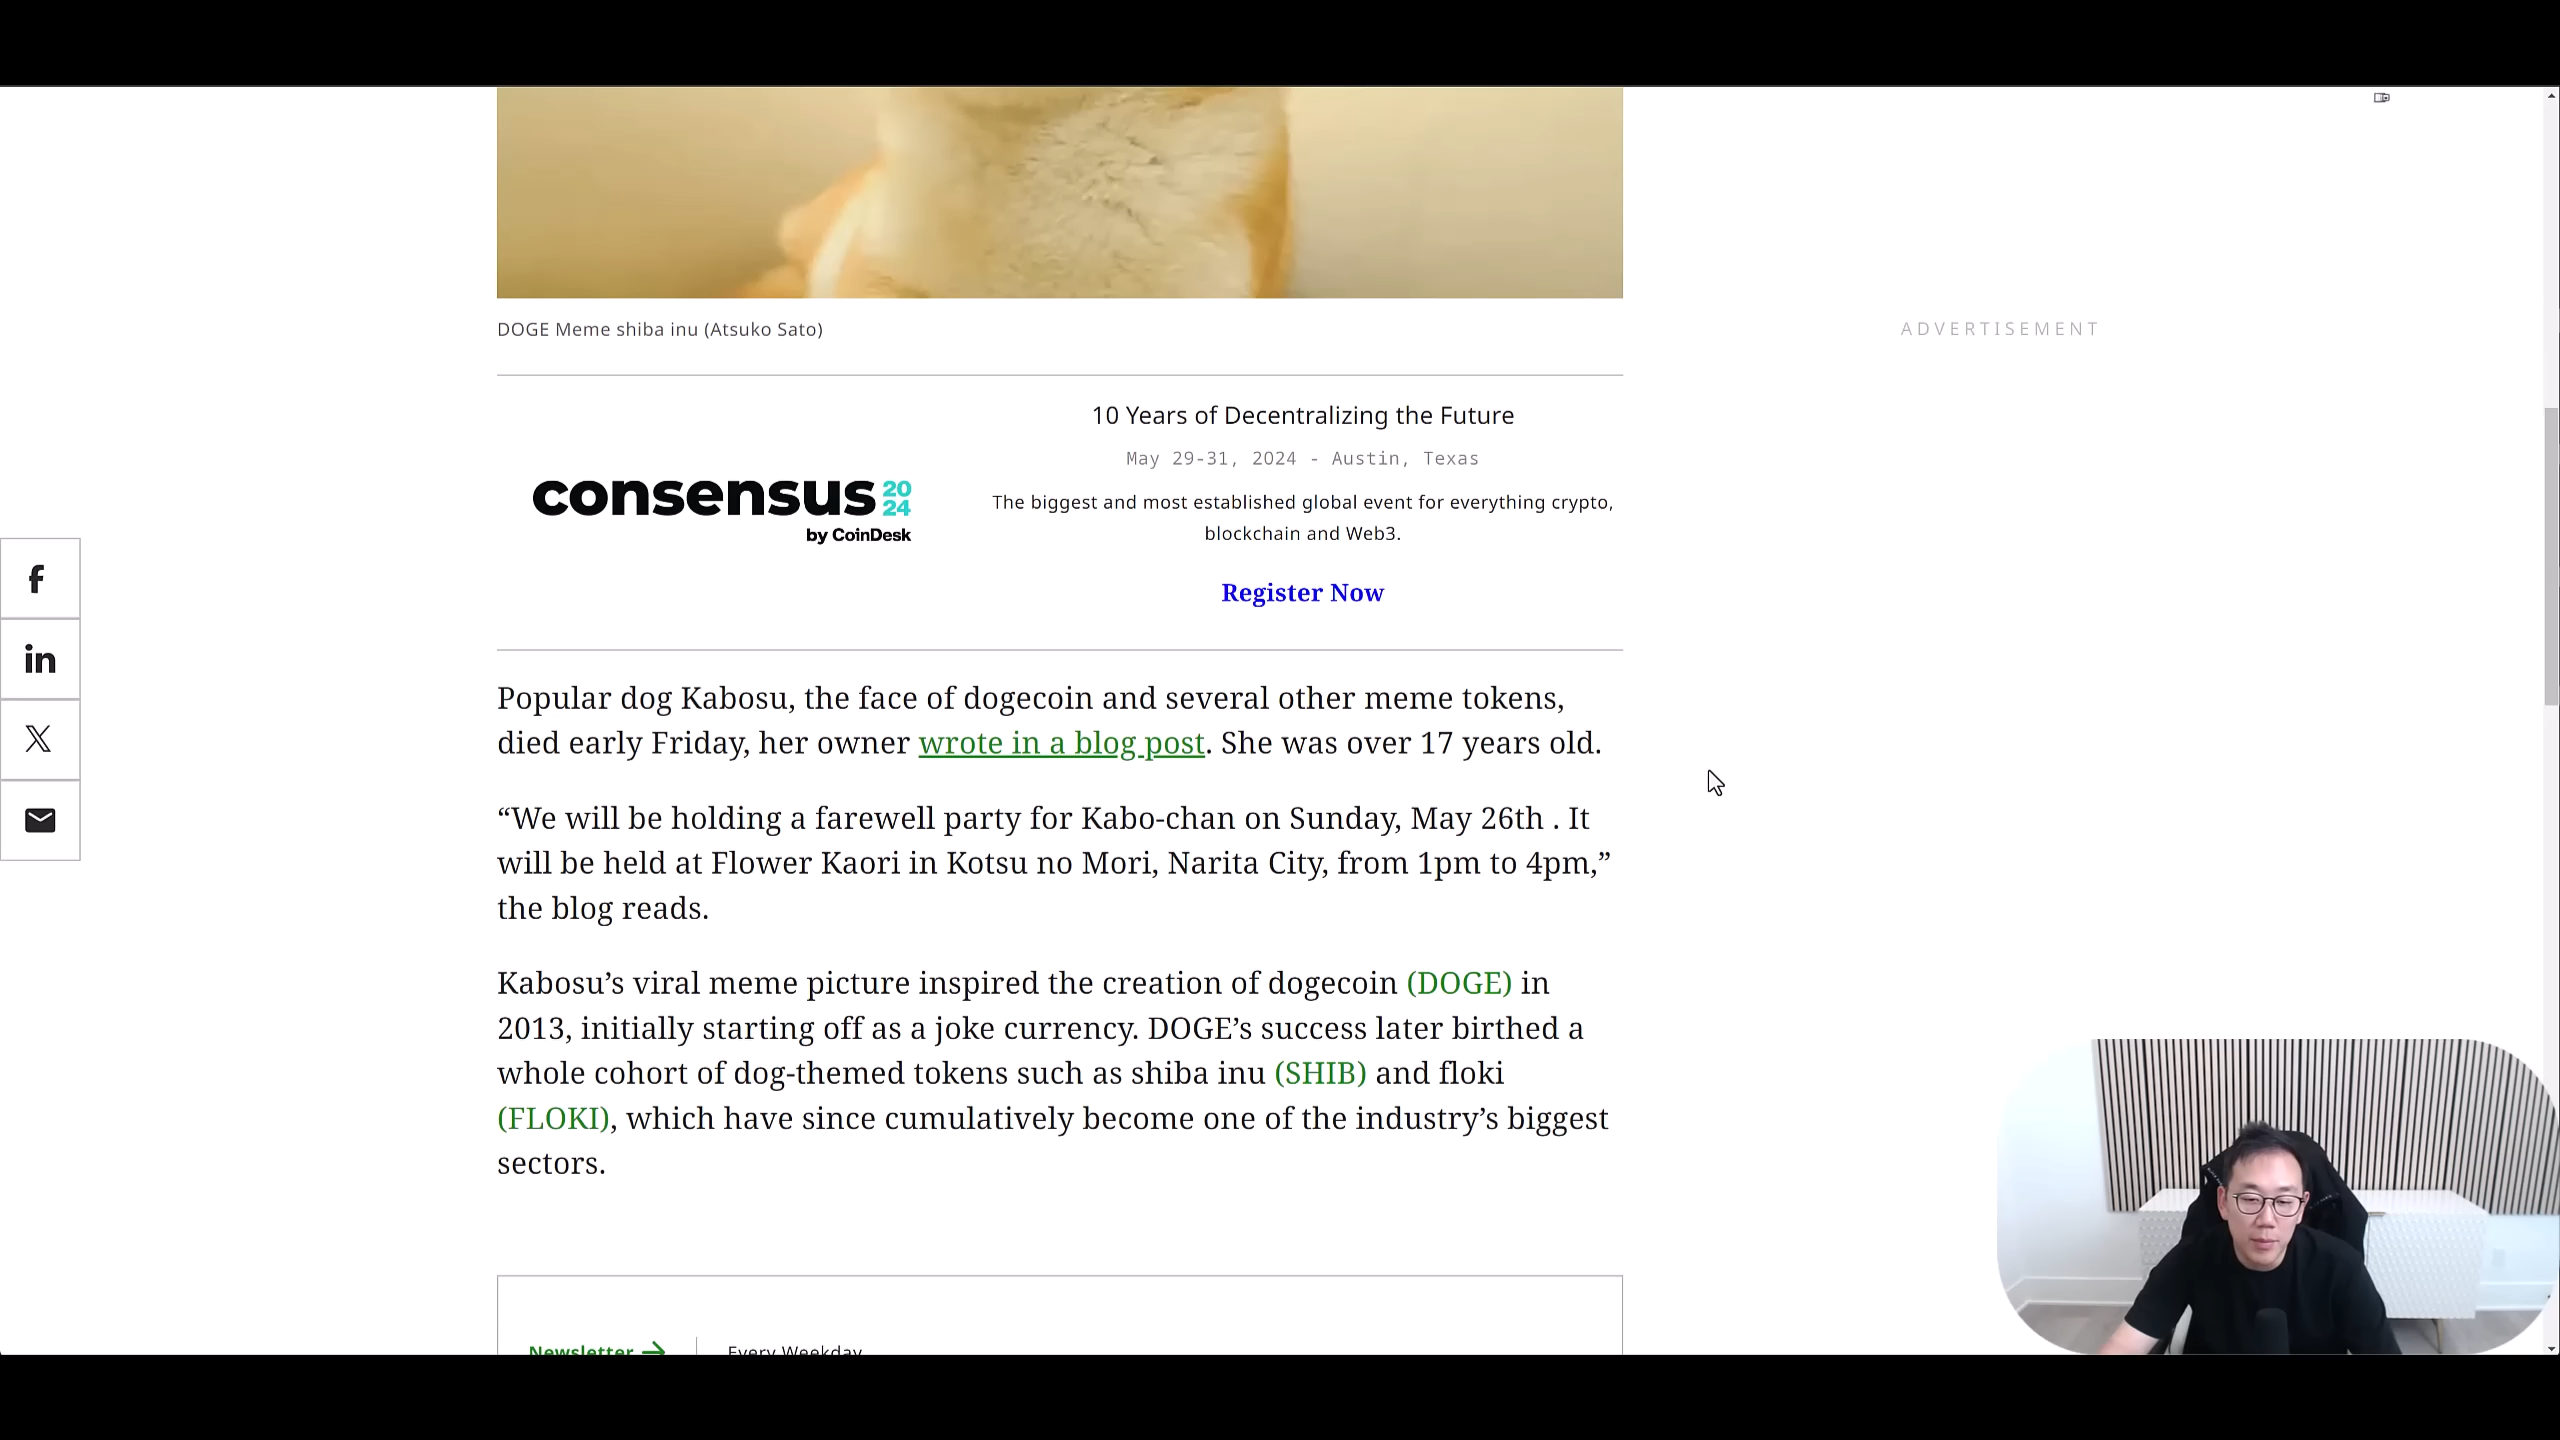 DOGE Meme shiba inu (Atsuko Sato)
ADVERTISEMENT
consensus 2024
by CoinDesk
10 Years of Decentralizing the Future
May 29-31, 2024 - Austin, Texas
The biggest and most established global event for everything crypto,
blockchain and Web3.
Register Now
Popular dog Kabosu, the face of dogecoin and several other meme tokens,
died early Friday, her owner wrote in a blog post. She was over 17 years old.
“We will be holding a farewell party for Kabo-chan on Sunday, May 26th . It
will be held at Flower Kaori in Kotsu no Mori, Narita City, from 1pm to 4pm,”
the blog reads.
Kabosu’s viral meme picture inspired the creation of dogecoin (DOGE) in
2013, initially starting off as a joke currency. DOGE’s success later birthed a
whole cohort of dog-themed tokens such as shiba inu (SHIB) and floki
(FLOKI), which have since cumulatively become one of the industry’s biggest
sectors.
Newsletter
Every Weekday